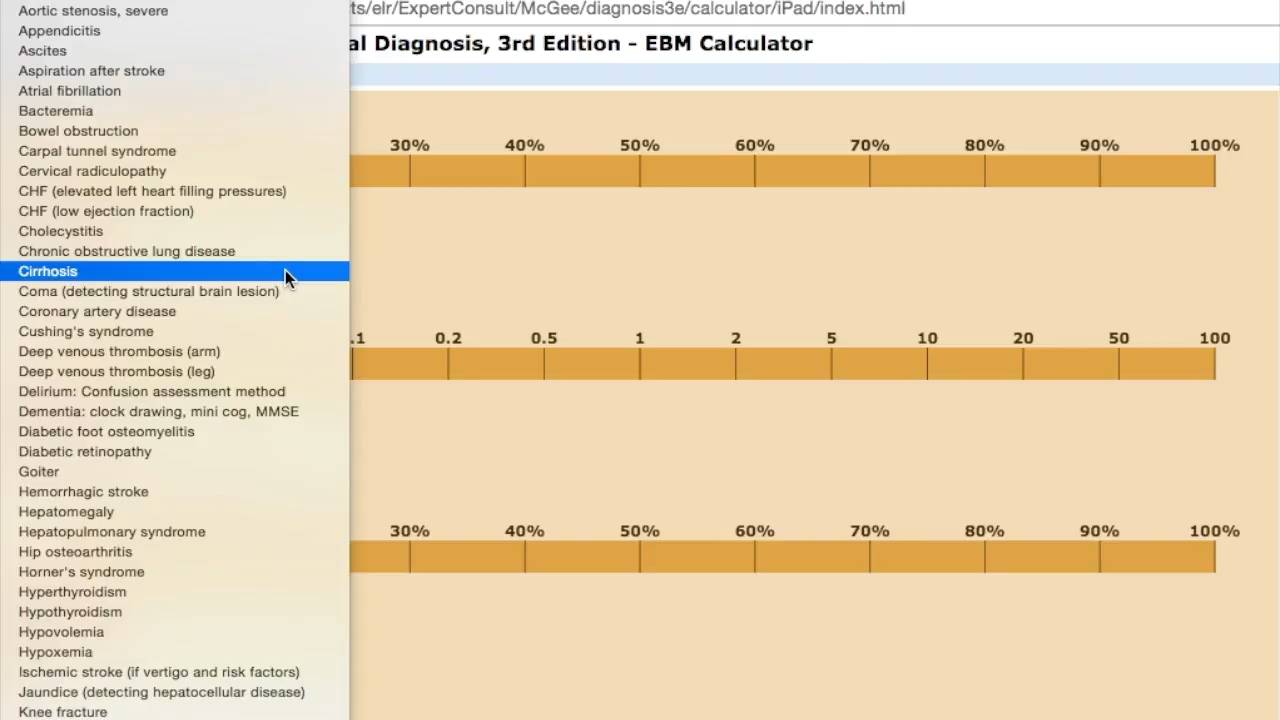 ts/elr/ExpertConsult/McGee/diagnosis3e/calculator/iPad/index.html
al Diagnosis, 3rd Edition - EBM Calculator
Aortic stenosis, severe
Appendicitis
Ascites
Aspiration after stroke
Atrial fibrillation
Bacteremia
Bowel obstruction
Carpal tunnel syndrome
Cervical radiculopathy
CHF (elevated left heart filling pressures)
CHF (low ejection fraction)
Cholecystitis
Chronic obstructive lung disease
Cirrhosis
Coma (detecting structural brain lesion)
Coronary artery disease
Cushing's syndrome
Deep venous thrombosis (arm)
Deep venous thrombosis (leg)
Delirium: Confusion assessment method
Dementia: clock drawing, mini cog, MMSE
Diabetic foot osteomyelitis
Diabetic retinopathy
Goiter
Hemorrhagic stroke
Hepatomegaly
Hepatopulmonary syndrome
Hip osteoarthritis
Horner's syndrome
Hyperthyroidism
Hypothyroidism
Hypovolemia
Hypoxemia
Ischemic stroke (if vertigo and risk factors)
Jaundice (detecting hepatocellular disease)
Knee fracture
30% 40% 50% 60% 70% 80% 90% 100%
.1 0.2 0.5 1 2 5 10 20 50 100
30% 40% 50% 60% 70% 80% 90% 100%